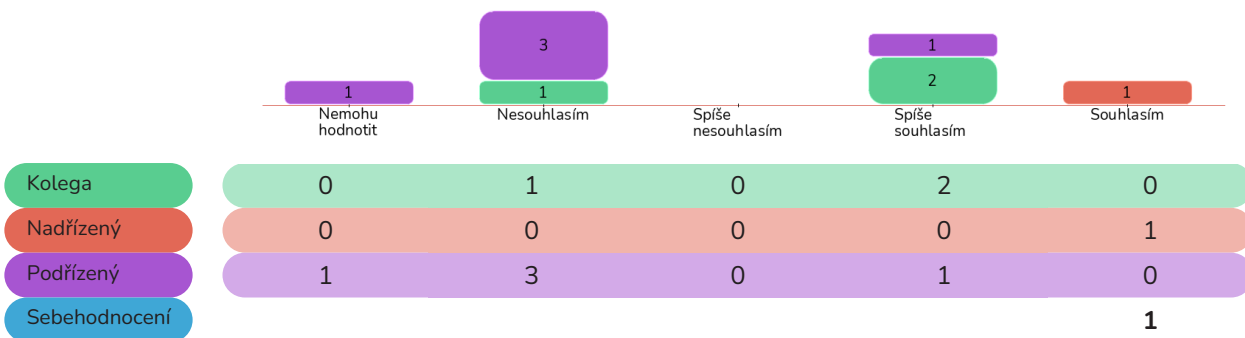 3
1
1
1
2
1
Nemohu
hodnotit
Nesouhlasím
Spíše
nesouhlasím
Spíše
souhlasím
Souhlasím
Kolega 0 1 0 2 0
Nadřízený 0 0 0 0 1
Podřízený 1 3 0 1 0
Sebehodnocení 1